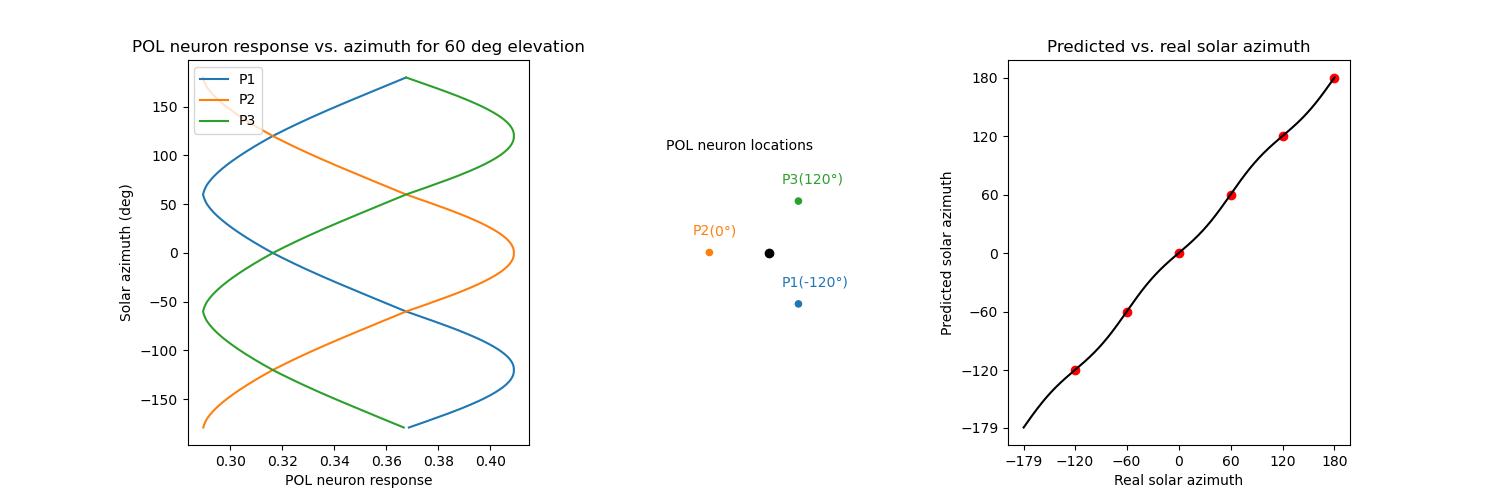 POL neuron response vs. azimuth for 60 deg elevation
P1
P2
P3
150
100
50
0
−50
−100
−150
Solar azimuth (deg)
0.30 0.32 0.34 0.36 0.38 0.40
POL neuron response
POL neuron locations
P3(120°)
P2(0°)
P1(-120°)
Predicted vs. real solar azimuth
180
120
60
0
−60
−120
−179
Predicted solar azimuth
−179 −120 −60 0 60 120 180
Real solar azimuth